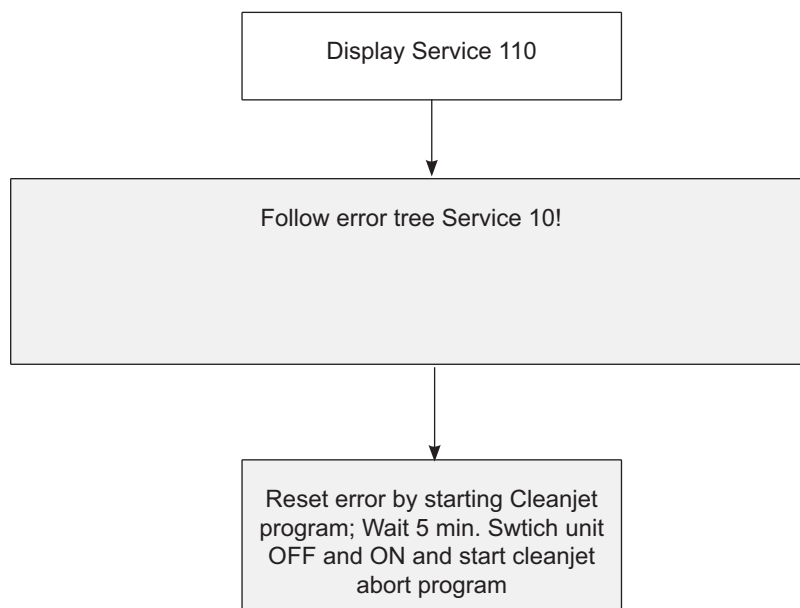 Display Service 110
Follow error tree Service 10!
Reset error by starting Cleanjet
program; Wait 5 min. Swtich unit
OFF and ON and start cleanjet
abort program